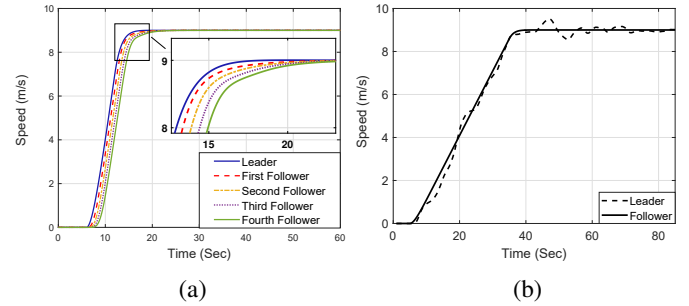 10
8
6
4
2
0
Speed (m/s)
0
10
20
30
40
50
60
Time (Sec)
9
8
15
20
Leader
First Follower
Second Follower
Third Follower
Fourth Follower
(a)
10
8
6
4
2
0
Speed (m/s)
0
20
40
60
80
Time (Sec)
Leader
Follower
(b)